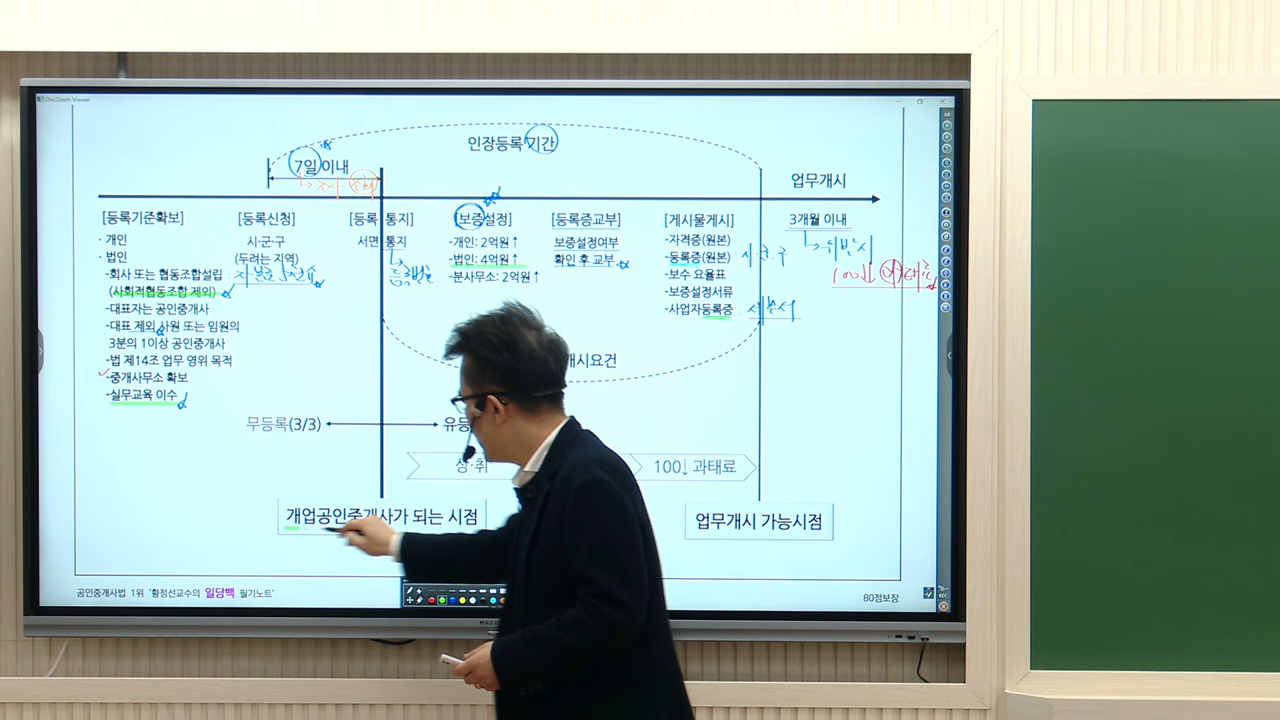 DocZoom Viewer
인장등록 기간
7일 이내
업무개시
[등록기준확보]
· 개인
· 법인
-회사 또는 협동조합설립
(사회적협동조합 제외)
-대표자는 공인중개사
-대표 제외 사원 또는 임원의
3분의 1이상 공인중개사
-법 제14조 업무 영위 목적
-중개사무소 확보
-실무교육 이수
[등록신청]
시·군·구
(두려는 지역)
[등록 통지]
서면 통지
[보증설정]
-개인: 2억원↑
-법인: 4억원↑
-분사무소: 2억원↑
[등록증교부]
보증설정여부
확인 후 교부
[게시물게시]
-자격증(원본)
-등록증(원본)
-보수 요율표
-보증설정서류
-사업자등록증
3개월 이내
시·군·구
개시요건
무등록(3/3)
유등
상·취
100↓ 과태료
개업공인중개사가 되는 시점
업무개시 가능시점
공인중개사법 1위 '황정선교수의 일당백 필기노트'
80점보장